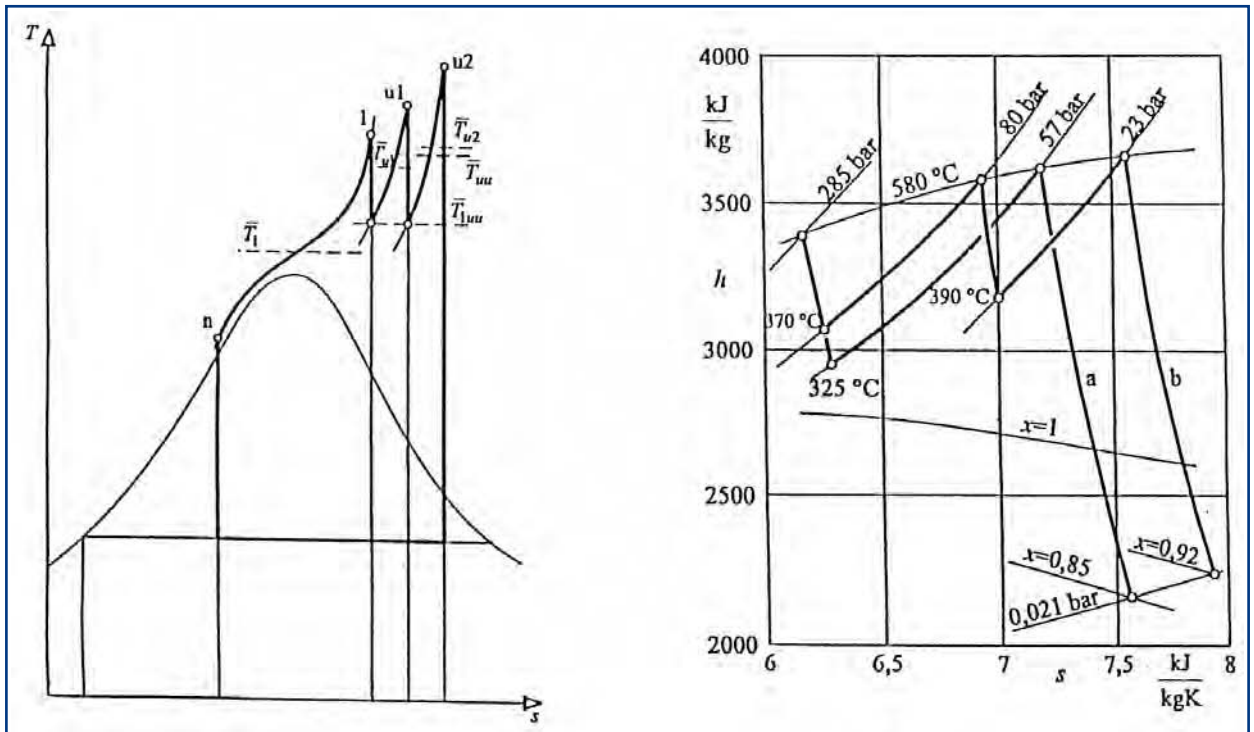 T
u2
u1
1
T̄u2
T̄u1
T̄uu
T̄1uu
T̄1
n
s
4000
kJ
kg
3500
h
3000
2500
2000
6
6,5
7
s
7,5
kJ
kgK
8
285 bar
580 °C
80 bar
57 bar
23 bar
370 °C
390 °C
325 °C
a
b
x=1
x=0,85
x=0,92
0,021 bar